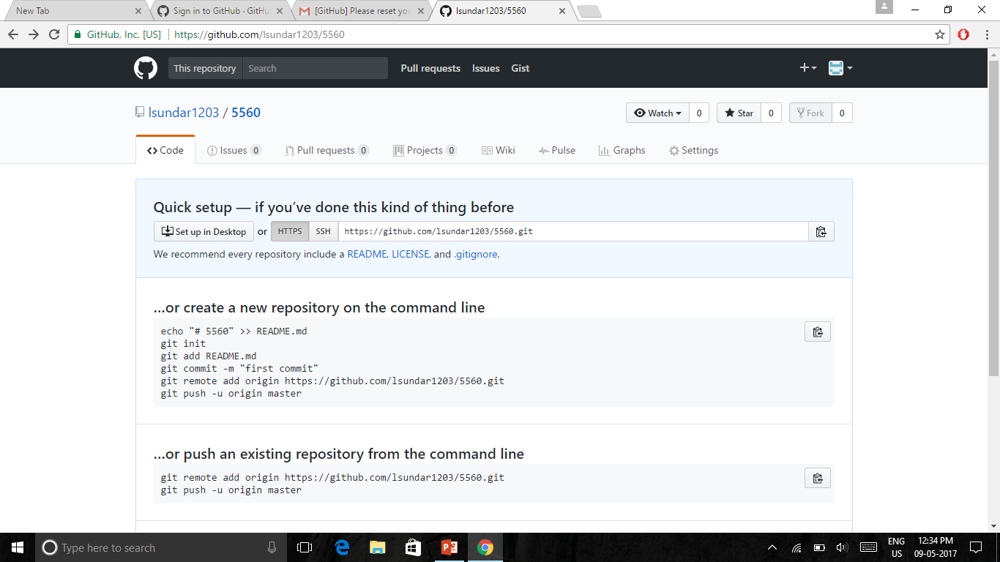 New Tab
Sign in to GitHub · GitHu
[GitHub] Please reset you
lsundar1203/5560
GitHub, Inc. [US] https://github.com/lsundar1203/5560
This repository Search Pull requests Issues Gist
lsundar1203 / 5560
Watch 0 Star 0 Fork 0
Code Issues 0 Pull requests 0 Projects 0 Wiki Pulse Graphs Settings
Quick setup — if you’ve done this kind of thing before
Set up in Desktop or HTTPS SSH https://github.com/lsundar1203/5560.git
We recommend every repository include a README, LICENSE, and .gitignore.
…or create a new repository on the command line
echo "# 5560" >> README.md
git init
git add README.md
git commit -m "first commit"
git remote add origin https://github.com/lsundar1203/5560.git
git push -u origin master
…or push an existing repository from the command line
git remote add origin https://github.com/lsundar1203/5560.git
git push -u origin master
Type here to search
ENG
US
12:34 PM
09-05-2017